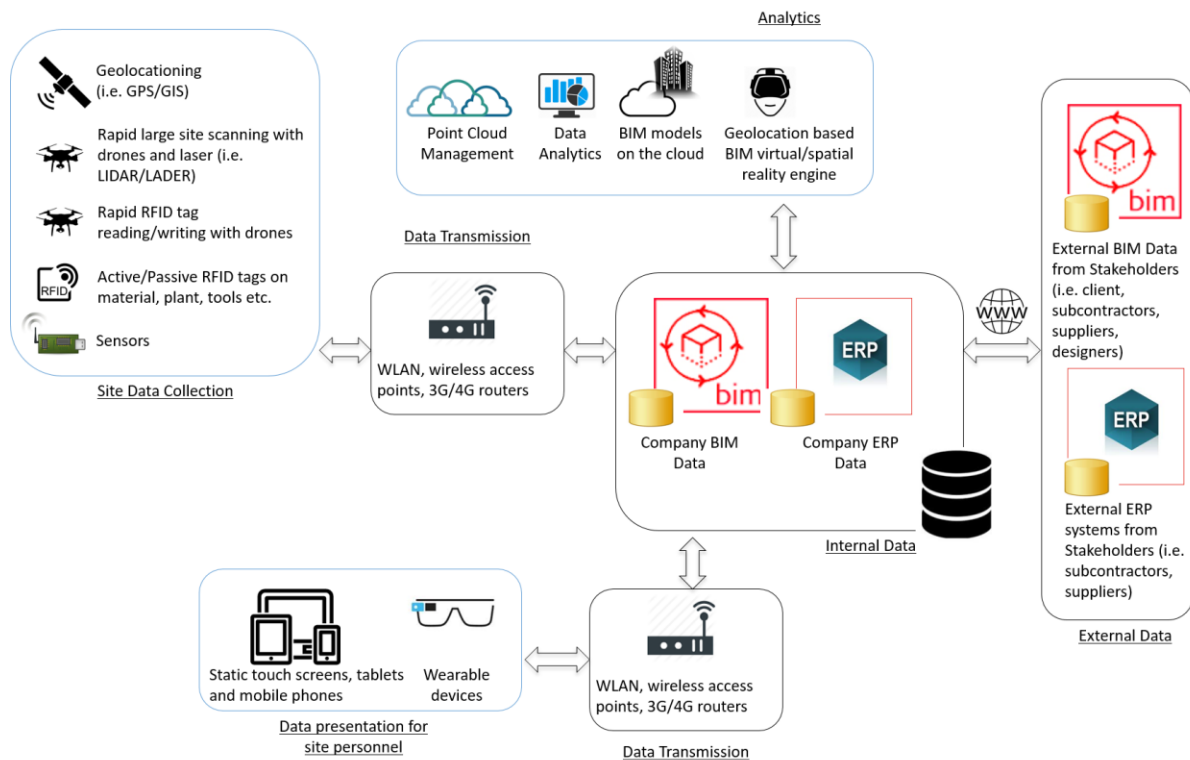 Analytics
Geolocationing
(i.e. GPS/GIS)
Rapid large site scanning with
drones and laser (i.e.
LIDAR/LADER)
Rapid RFID tag
reading/writing with drones
RFID
Active/Passive RFID tags on
material, plant, tools etc.
Sensors
Site Data Collection
Point Cloud
Management
Data
Analytics
BIM models
on the cloud
Geolocation based
BIM virtual/spatial
reality engine
Data Transmission
WLAN, wireless access
points, 3G/4G routers
bim
Company BIM
Data
ERP
Company ERP
Data
Internal Data
WWW
bim
External BIM Data
from Stakeholders
(i.e. client,
subcontractors,
suppliers,
designers)
ERP
External ERP
systems from
Stakeholders (i.e.
subcontractors,
suppliers)
External Data
Static touch screens, tablets
and mobile phones
Wearable
devices
Data presentation for
site personnel
WLAN, wireless access
points, 3G/4G routers
Data Transmission